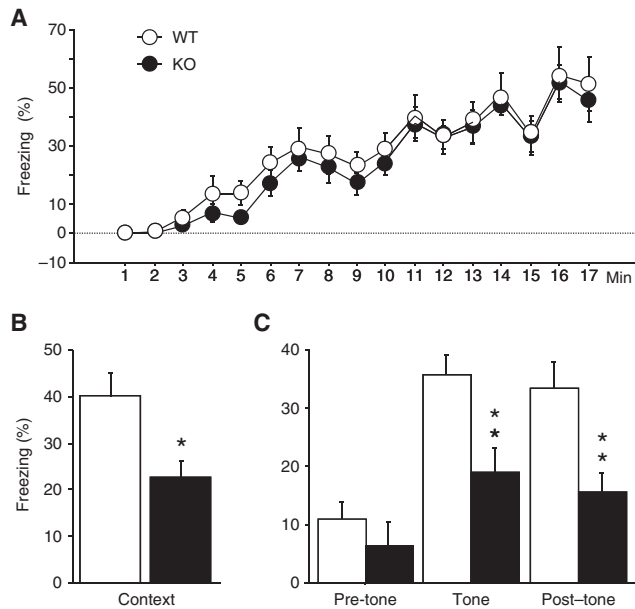 A
70
WT
KO
50
30
10
0
–10
Freezing (%)
1 2 3 4 5 6 7 8 9 10 11 12 13 14 15 16 17 Min
B
50
40
30
20
10
0
Freezing (%)
*
Context
C
40
30
20
10
0
*
*
*
*
Pre-tone Tone Post–tone